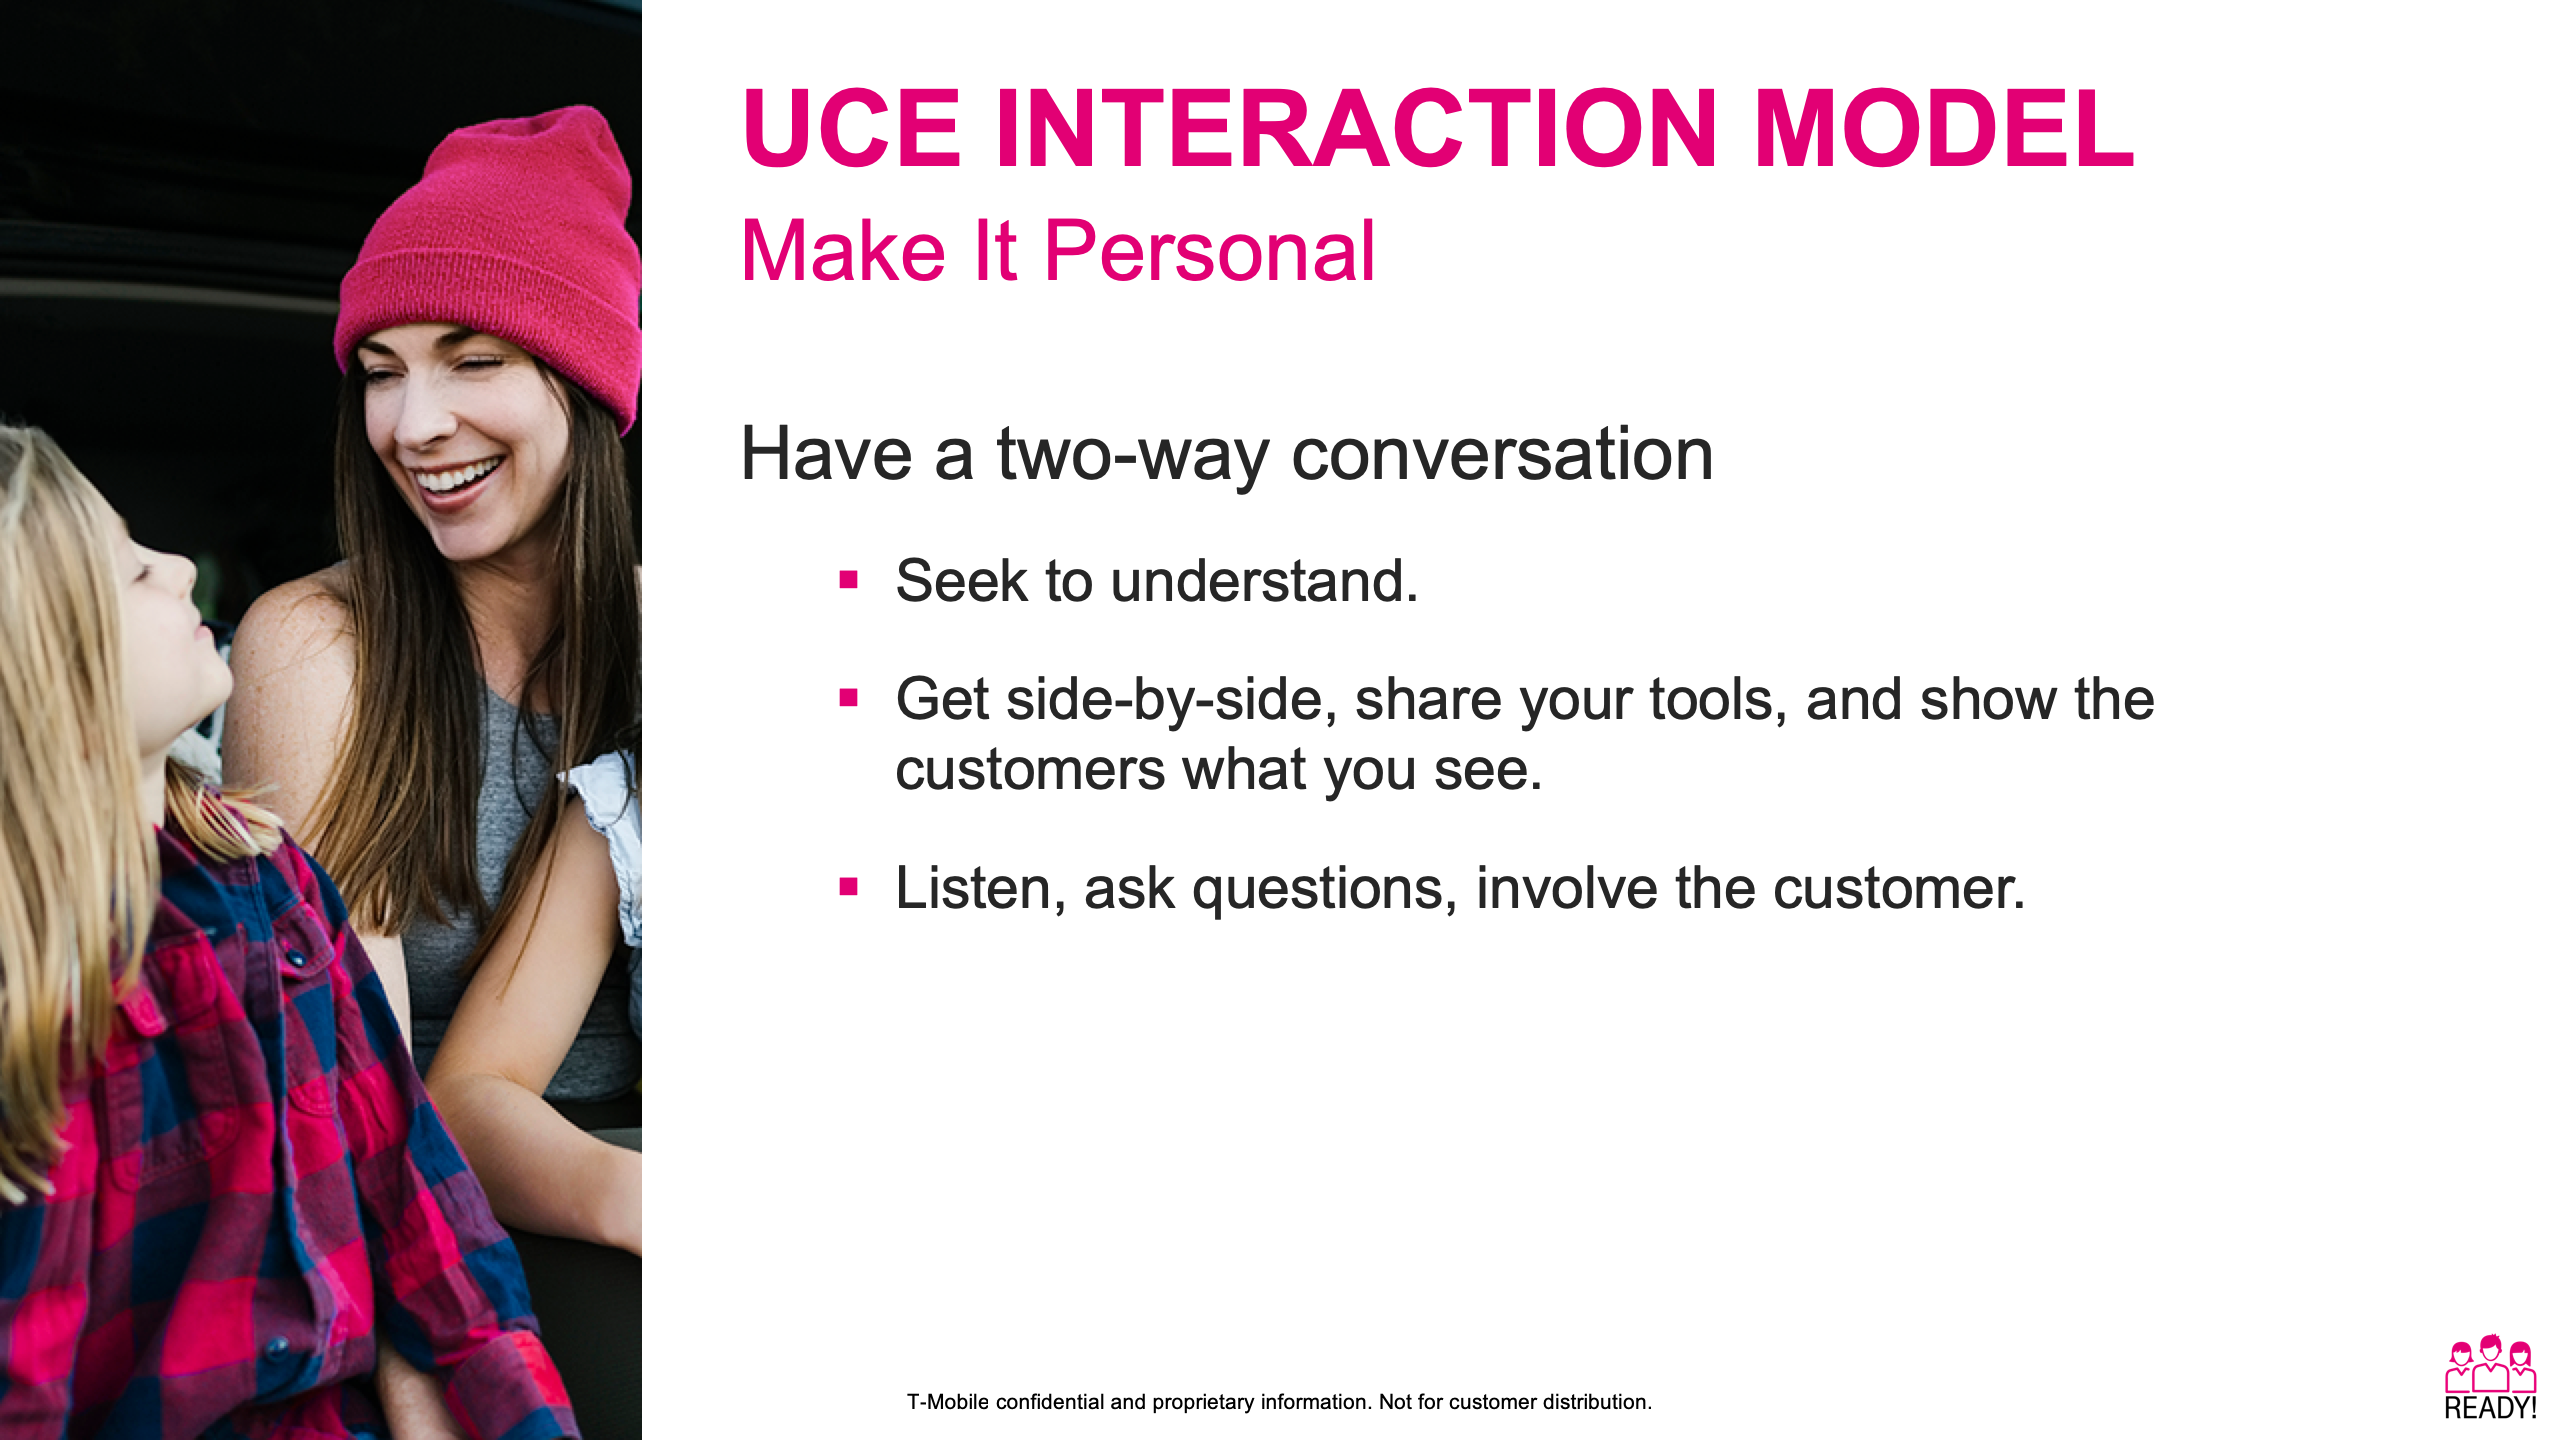 UCE INTERACTION MODEL
Make It Personal
Have a two-way conversation
▪ Seek to understand.
▪ Get side-by-side, share your tools, and show the
customers what you see.
▪ Listen, ask questions, involve the customer.
T-Mobile confidential and proprietary information. Not for customer distribution.
READY!